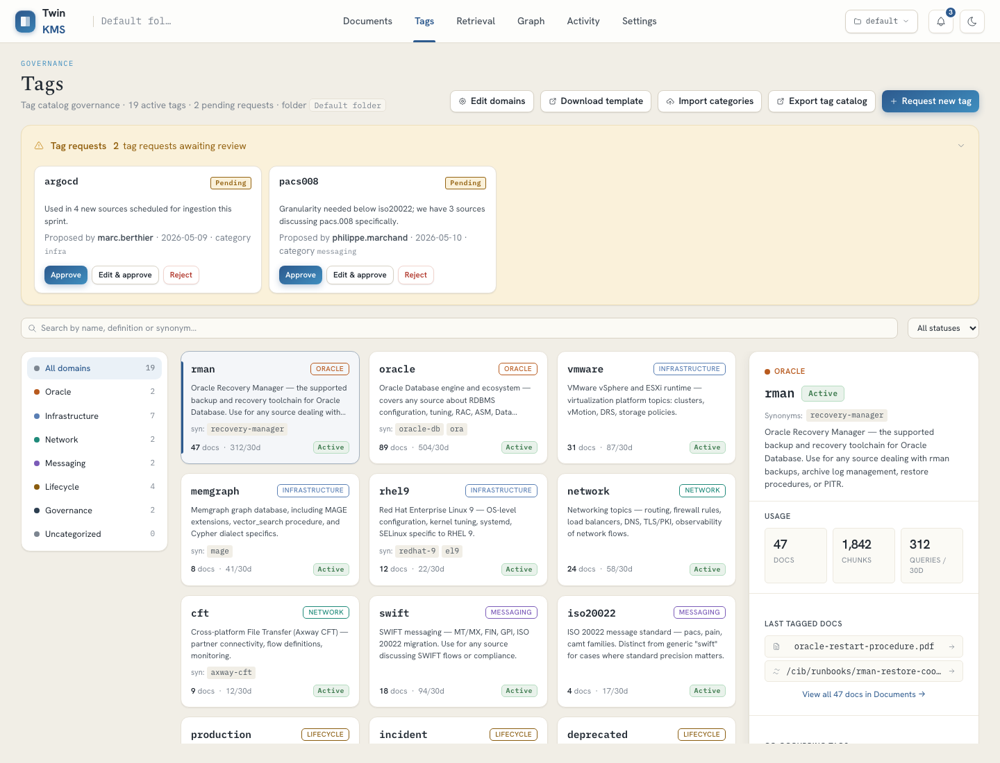 Twin
KMS
Default fol…
Documents
Tags
Retrieval
Graph
Activity
Settings
default
3
GOVERNANCE
Tags
Tag catalog governance · 19 active tags · 2 pending requests · folder Default folder
Edit domains
Download template
Import categories
Export tag catalog
Request new tag
Tag requests 2 tag requests awaiting review
argocd
Pending
Used in 4 new sources scheduled for ingestion this
sprint.
Proposed by marc.berthier · 2026-05-09 · category
infra
Approve
Edit & approve
Reject
pacs008
Pending
Granularity needed below iso20022; we have 3 sources
discussing pacs.008 specifically.
Proposed by philippe.marchand · 2026-05-10 ·
category messaging
Approve
Edit & approve
Reject
Search by name, definition or synonym…
All statuses
All domains 19
Oracle 2
Infrastructure 7
Network 2
Messaging 2
Lifecycle 4
Governance 2
Uncategorized 0
rman
ORACLE
Oracle Recovery Manager — the supported
backup and recovery toolchain for Oracle
Database. Use for any source dealing with…
syn: recovery-manager
47 docs · 312/30d
Active
oracle
ORACLE
Oracle Database engine and ecosystem —
covers any source about RDBMS
configuration, tuning, RAC, ASM, Data…
syn: oracle-db ora
89 docs · 504/30d
Active
vmware
INFRASTRUCTURE
VMware vSphere and ESXi runtime —
virtualization platform topics: clusters,
vMotion, DRS, storage policies.
31 docs · 87/30d
Active
memgraph
INFRASTRUCTURE
Memgraph graph database, including MAGE
extensions, vector_search procedure, and
Cypher dialect specifics.
syn: mage
8 docs · 41/30d
Active
rhel9
INFRASTRUCTURE
Red Hat Enterprise Linux 9 — OS-level
configuration, kernel tuning, systemd,
SELinux specific to RHEL 9.
syn: redhat-9 el9
12 docs · 22/30d
Active
network
NETWORK
Networking topics — routing, firewall rules,
load balancers, DNS, TLS/PKI, observability
of network flows.
24 docs · 58/30d
Active
cft
NETWORK
Cross-platform File Transfer (Axway CFT) —
partner connectivity, flow definitions,
monitoring.
syn: axway-cft
9 docs · 12/30d
Active
swift
MESSAGING
SWIFT messaging — MT/MX, FIN, GPI, ISO
20022 migration. Use for any source
discussing SWIFT flows or compliance.
18 docs · 94/30d
Active
iso20022
MESSAGING
ISO 20022 message standard — pacs, pain,
camt families. Distinct from generic "swift"
for cases where standard precision matters.
4 docs · 17/30d
Active
production
LIFECYCLE
incident
LIFECYCLE
deprecated
LIFECYCLE
ORACLE
rman
Active
Synonyms: recovery-manager
Oracle Recovery Manager — the supported
backup and recovery toolchain for Oracle
Database. Use for any source dealing with rman
backups, archive log management, restore
procedures, or PITR.
USAGE
47
DOCS
1,842
CHUNKS
312
QUERIES /
30D
LAST TAGGED DOCS
oracle-restart-procedure.pdf →
/cib/runbooks/rman-restore-coo… →
View all 47 docs in Documents →